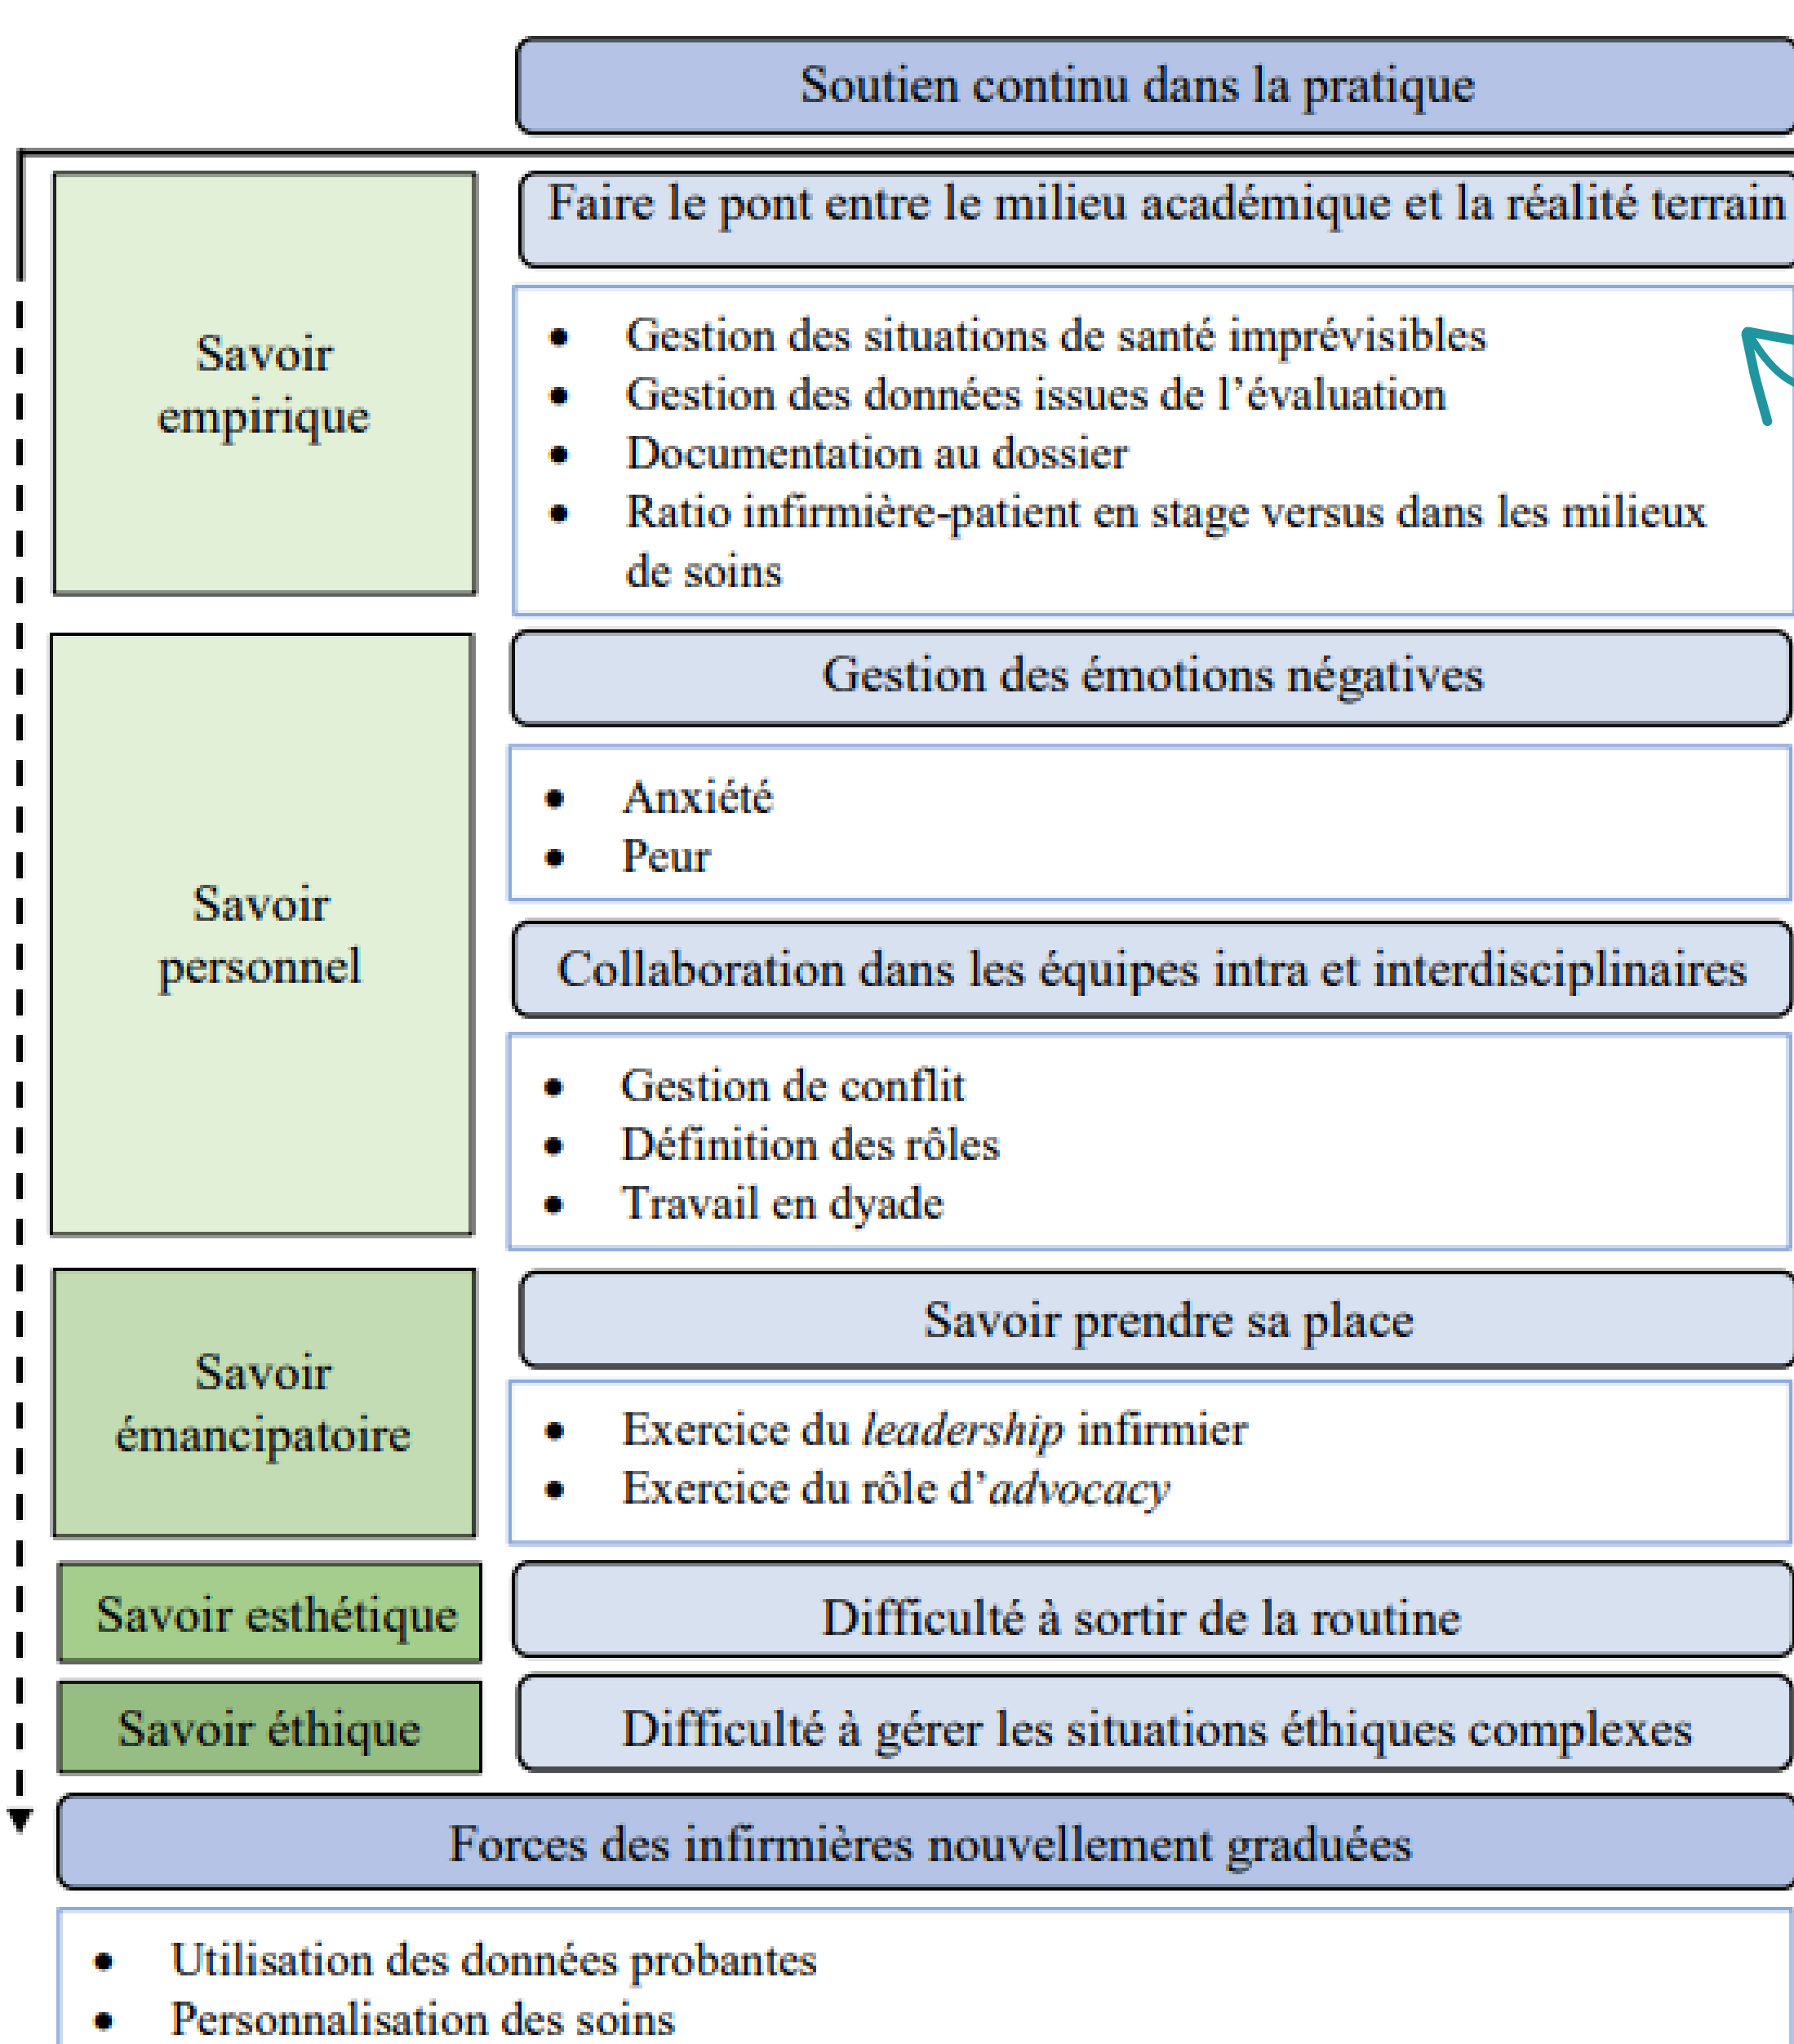 Soutien continu dans la pratique
Savoir
empirique
Faire le pont entre le milieu académique et la réalité terrain
• Gestion des situations de santé imprévisibles
• Gestion des données issues de l’évaluation
• Documentation au dossier
• Ratio infirmière-patient en stage versus dans les milieux
de soins
Savoir
personnel
Gestion des émotions négatives
• Anxiété
• Peur
Collaboration dans les équipes intra et interdisciplinaires
• Gestion de conflit
• Définition des rôles
• Travail en dyade
Savoir
émancipatoire
Savoir prendre sa place
• Exercice du leadership infirmier
• Exercice du rôle d’advocacy
Savoir esthétique
Difficulté à sortir de la routine
Savoir éthique
Difficulté à gérer les situations éthiques complexes
Forces des infirmières nouvellement graduées
• Utilisation des données probantes
• Personnalisation des soins